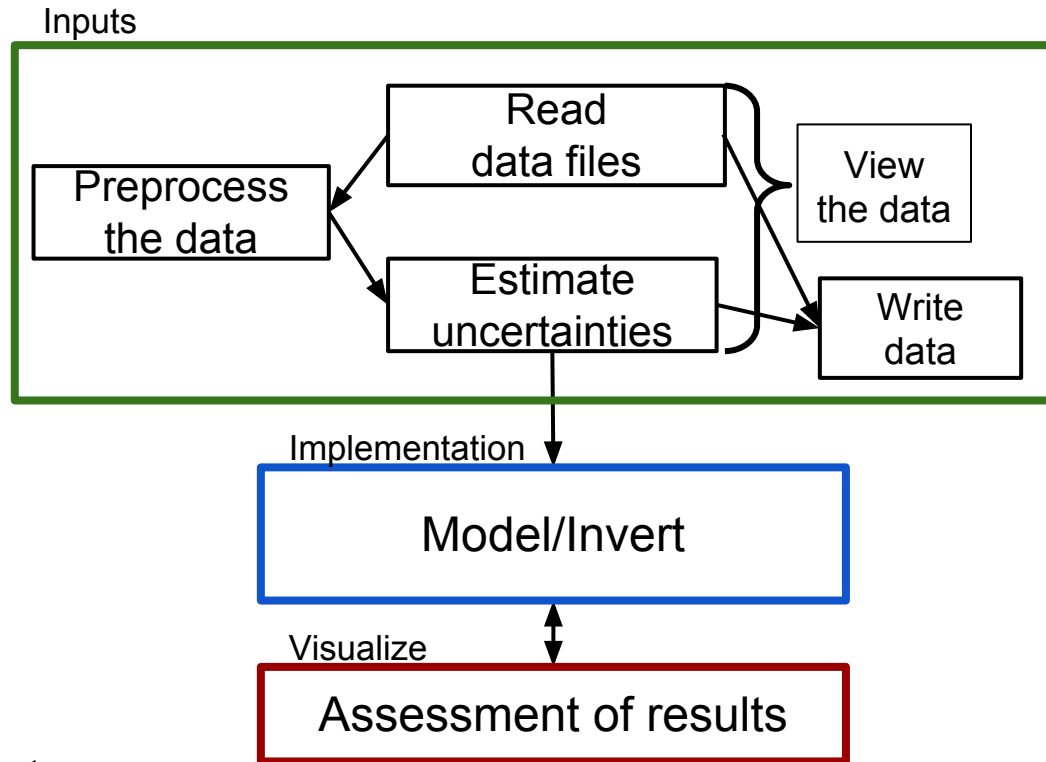 Inputs
Read
data files
Preprocess
the data
View
the data
Estimate
uncertainties
Write
data
Implementation
Model/Invert
Visualize
Assessment of results